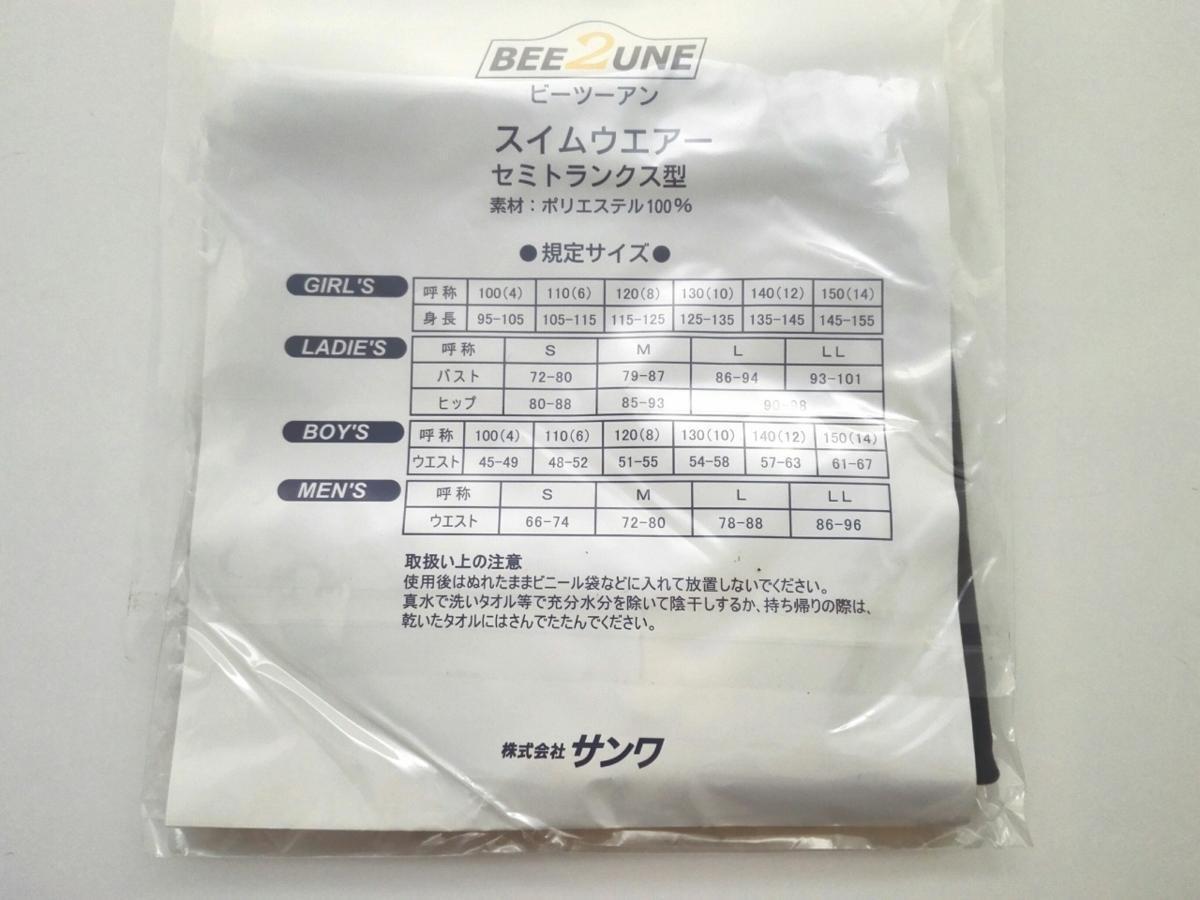 BEE2UNE
ビーツーアン
スイムウエアー
セミトランクス型
素材：ポリエステル100%
●規定サイズ●
GIRL'S 呼称 100(4) 110(6) 120(8) 130(10) 140(12) 150(14)
身長 95-105 105-115 115-125 125-135 135-145 145-155
LADIE'S 呼称 S M L LL
バスト 72-80 79-87 86-94 93-101
ヒップ 80-88 85-93 90-98
BOY'S 呼称 100(4) 110(6) 120(8) 130(10) 140(12) 150(14)
ウエスト 45-49 48-52 51-55 54-58 57-63 61-67
MEN'S 呼称 S M L LL
ウエスト 66-74 72-80 78-88 86-96
取扱い上の注意
使用後はぬれたままビニール袋などに入れて放置しないでください。
真水で洗いタオル等で充分水分を除いて陰干しするか、持ち帰りの際は、
乾いたタオルにはさんでたたんでください。
株式会社 サンワ